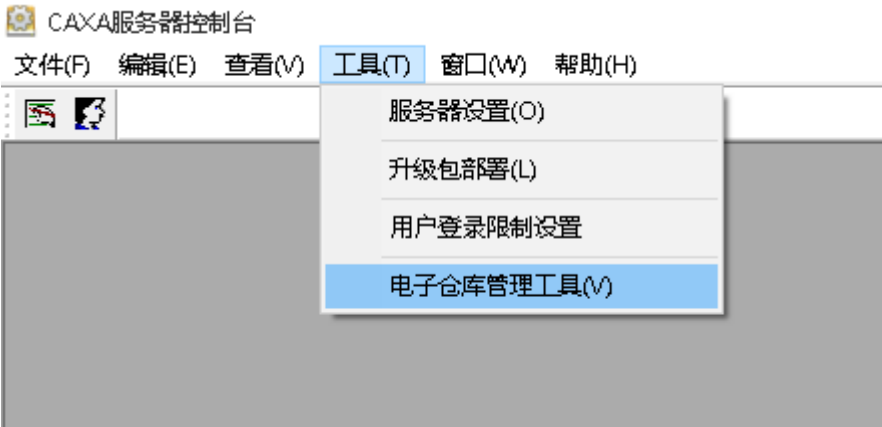 CAXA服务器控制台
文件(F) 编辑(E) 查看(V) 工具(T) 窗口(W) 帮助(H)
服务器设置(O)
升级包部署(L)
用户登录限制设置
电子仓库管理工具(V)